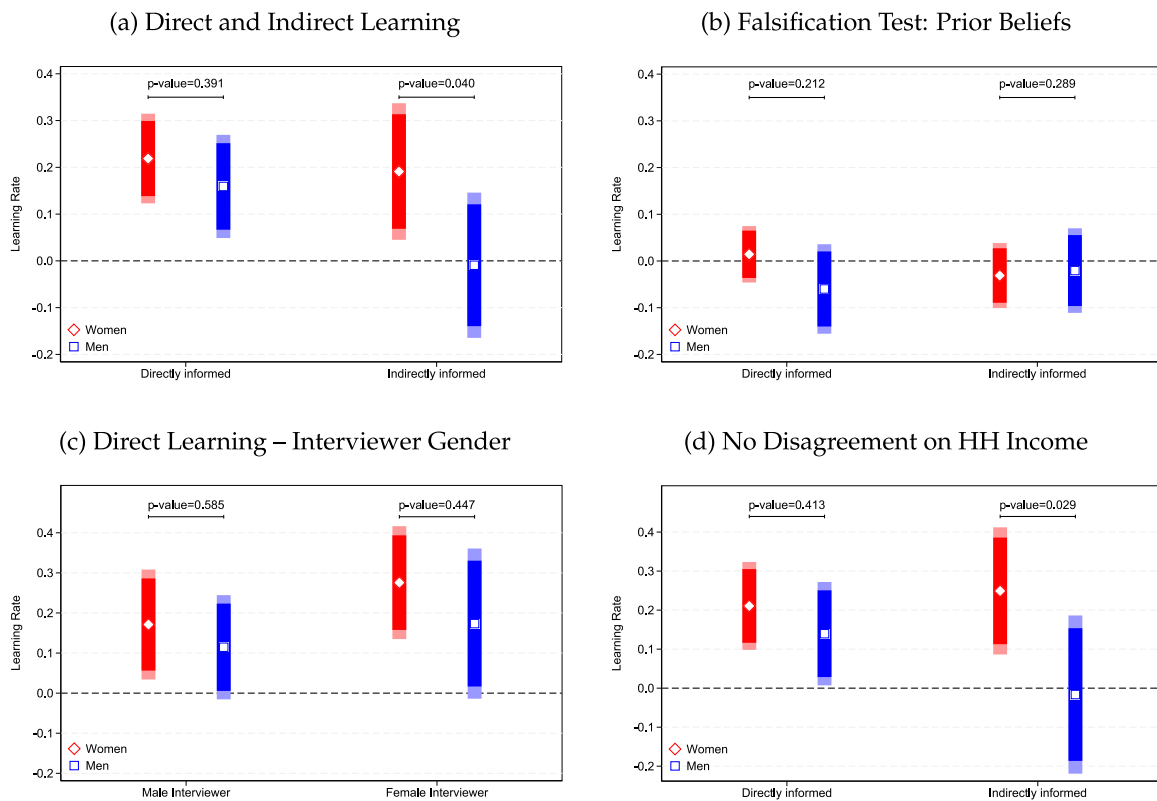 (a) Direct and Indirect Learning
p-value=0.391
p-value=0.040
0.4
0.3
0.2
0.1
0.0
-0.1
-0.2
Learning Rate
Women
Men
Directly informed
Indirectly informed
(b) Falsification Test: Prior Beliefs
p-value=0.212
p-value=0.289
0.4
0.3
0.2
0.1
0.0
-0.1
-0.2
Learning Rate
Women
Men
Directly informed
Indirectly informed
(c) Direct Learning – Interviewer Gender
p-value=0.585
p-value=0.447
0.4
0.3
0.2
0.1
0.0
-0.1
-0.2
Learning Rate
Women
Men
Male Interviewer
Female Interviewer
(d) No Disagreement on HH Income
p-value=0.413
p-value=0.029
0.4
0.3
0.2
0.1
0.0
-0.1
-0.2
Learning Rate
Women
Men
Directly informed
Indirectly informed